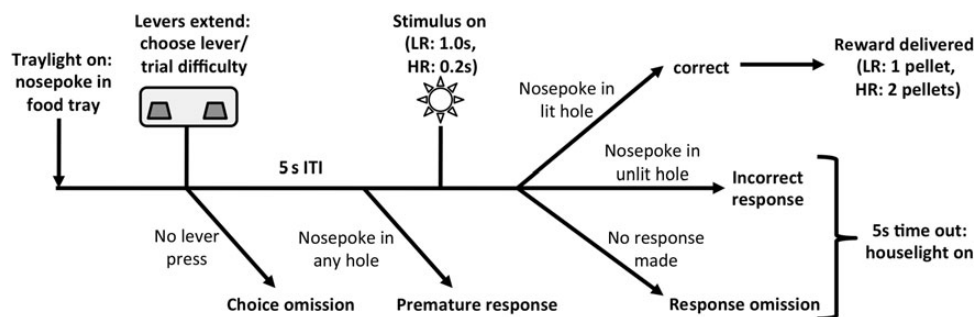 Traylight on:
nosepoke in
food tray
Levers extend:
choose lever/
trial difficulty
Stimulus on
(LR: 1.0s,
HR: 0.2s)
5 s ITI
No lever
press
Choice omission
Nosepoke in
any hole
Premature response
Nosepoke in
lit hole
correct
Reward delivered
(LR: 1 pellet,
HR: 2 pellets)
Nosepoke in
unlit hole
Incorrect
response
No response
made
Response omission
5s time out:
houselight on